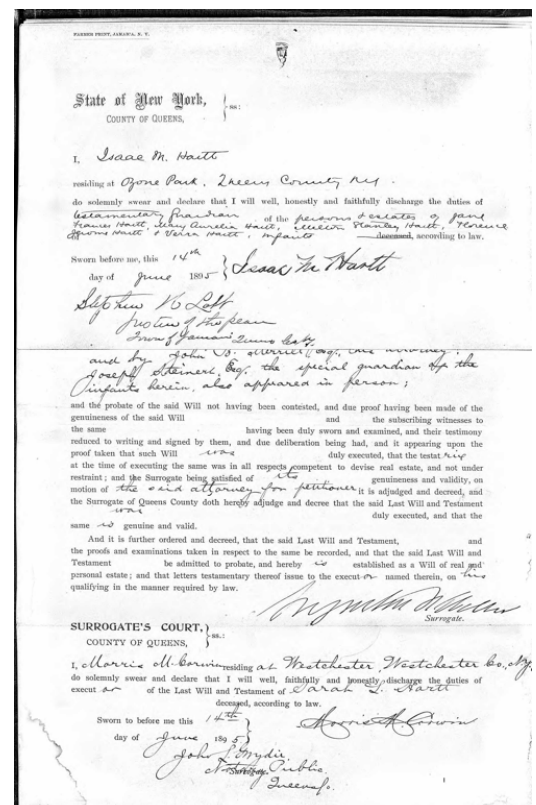 FARMER PRINT, JAMAICA, N. Y.
State of New York,
COUNTY OF QUEENS, } ss:
I, Isaac M. Hartt
residing at Ozone Park, Queens County N.Y.
do solemnly swear and declare that I will well, honestly and faithfully discharge the duties of
testamentary Guardian of the persons & estates of Jane
Frances Hartt, Mary Aurelia Hartt, Stanley Hartt, Florence
Hartt & Verra Hartt, infants deceased, according to law.
Sworn before me, this 14th
day of June 1895 } Isaac M Hartt
Stephen Lott
Justice of the peace
Town of Jamaica Queens Co
and by John Merrill, Esq., his attorney,
Joseph Steinert, Esq. the special guardian of the
infants herein, also appeared in person;
and the probate of the said Will not having been contested, and due proof having been made of the
genuineness of the said Will and the subscribing witnesses to
the same having been duly sworn and examined, and their testimony
reduced to writing and signed by them, and due deliberation being had, and it appearing upon the
proof taken that such Will was duly executed, that the testatrix
at the time of executing the same was in all respects competent to devise real estate, and not under
restraint; and the Surrogate being satisfied of its genuineness and validity, on
motion of the said attorney for petitioner it is adjudged and decreed, and
the Surrogate of Queens County doth hereby adjudge and decree that the said Last Will and Testament
was duly executed, and that the
same is genuine and valid.
And it is further ordered and decreed, that the said Last Will and Testament, and
the proofs and examinations taken in respect to the same be recorded, and that the said Last Will and
Testament be admitted to probate, and hereby is established as a Will of real and
personal estate; and that letters testamentary thereof issue to the executor named therein, on his
qualifying in the manner required by law.
Surrogate.
SURROGATE'S COURT,
COUNTY OF QUEENS, } ss.:
I, Morris M. Corwin residing at Westchester, Westchester Co., N.Y.
do solemnly swear and declare that I will well, faithfully and honestly discharge the duties of
executor of the Last Will and Testament of Sarah L. Hartt
deceased, according to law.
Sworn to before me this 14th
day of June 1895 } Morris M. Corwin
John L.
Notary Public
Surrogate.
Queens Co.